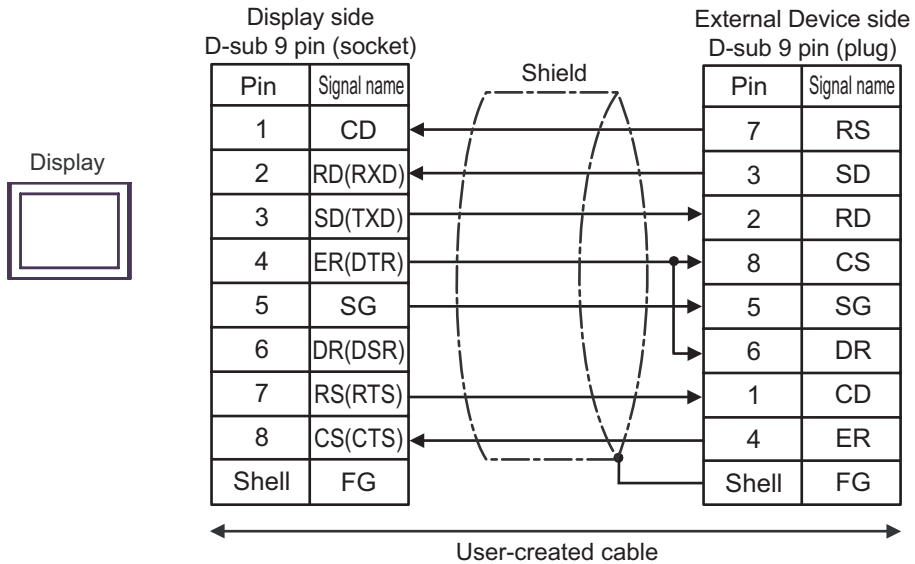 Display side
D-sub 9 pin (socket)
External Device side
D-sub 9 pin (plug)
Shield
Display
Pin Signal name Pin Signal name
1 CD 7 RS
2 RD(RXD) 3 SD
3 SD(TXD) 2 RD
4 ER(DTR) 8 CS
5 SG 5 SG
6 DR(DSR) 6 DR
7 RS(RTS) 1 CD
8 CS(CTS) 4 ER
Shell FG Shell FG
User-created cable